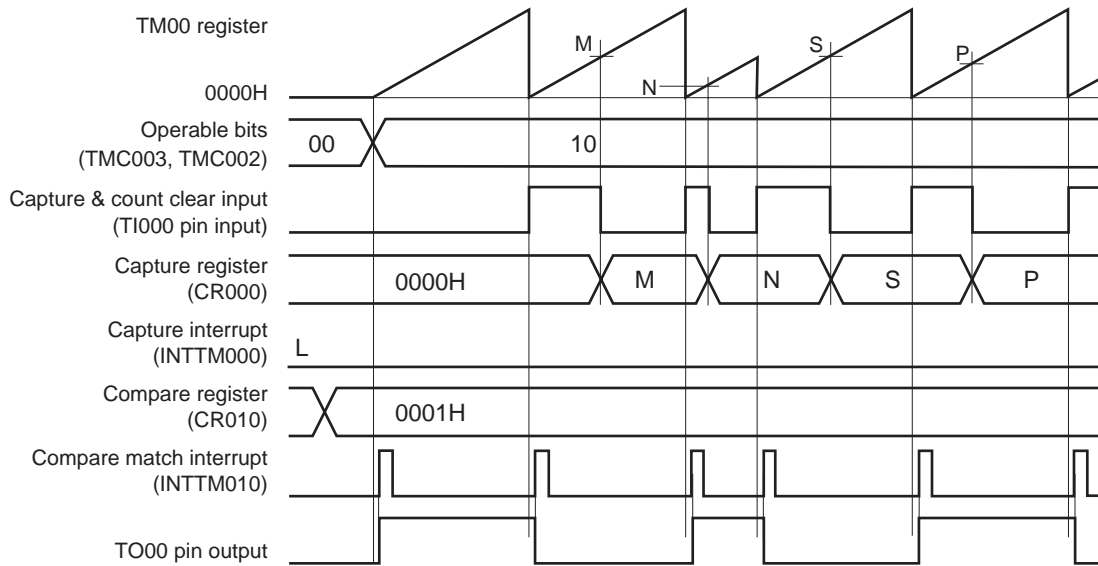 TM00 register
M
S
P
N
0000H
Operable bits
(TMC003, TMC002)
00
10
Capture & count clear input
(TI000 pin input)
Capture register
(CR000)
0000H
M
N
S
P
Capture interrupt
(INTTM000)
L
Compare register
(CR010)
0001H
Compare match interrupt
(INTTM010)
TO00 pin output